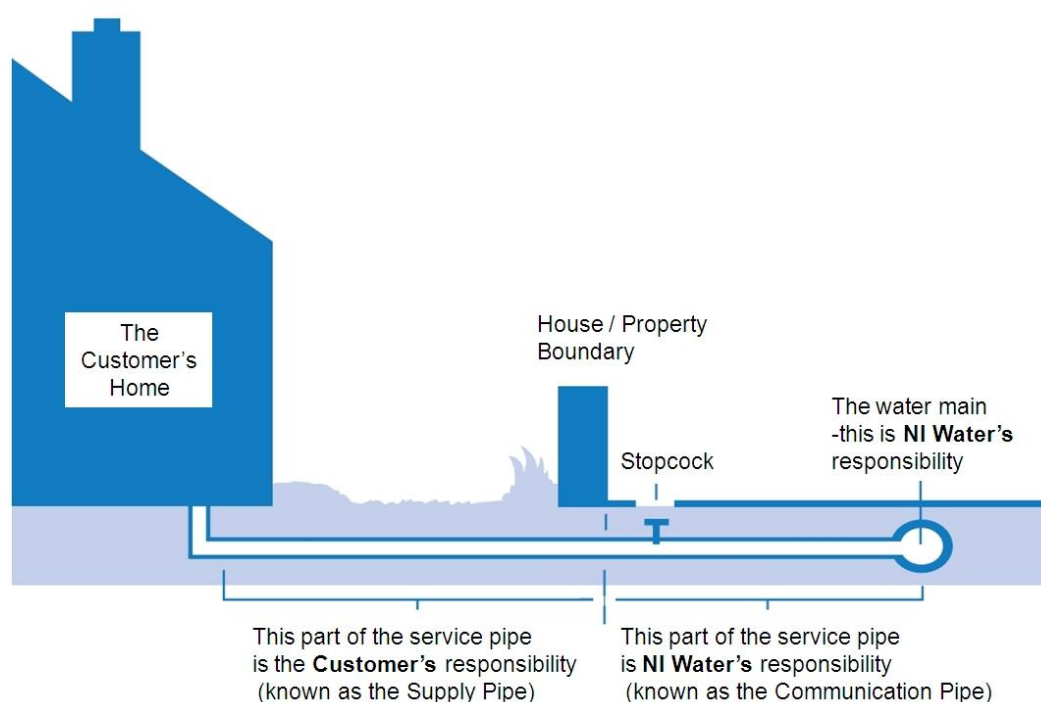 The
Customer's
Home
House / Property
Boundary
Stopcock
The water main
-this is NI Water's
responsibility
This part of the service pipe
is the Customer's responsibility
(known as the Supply Pipe)
This part of the service pipe
is NI Water's responsibility
(known as the Communication Pipe)